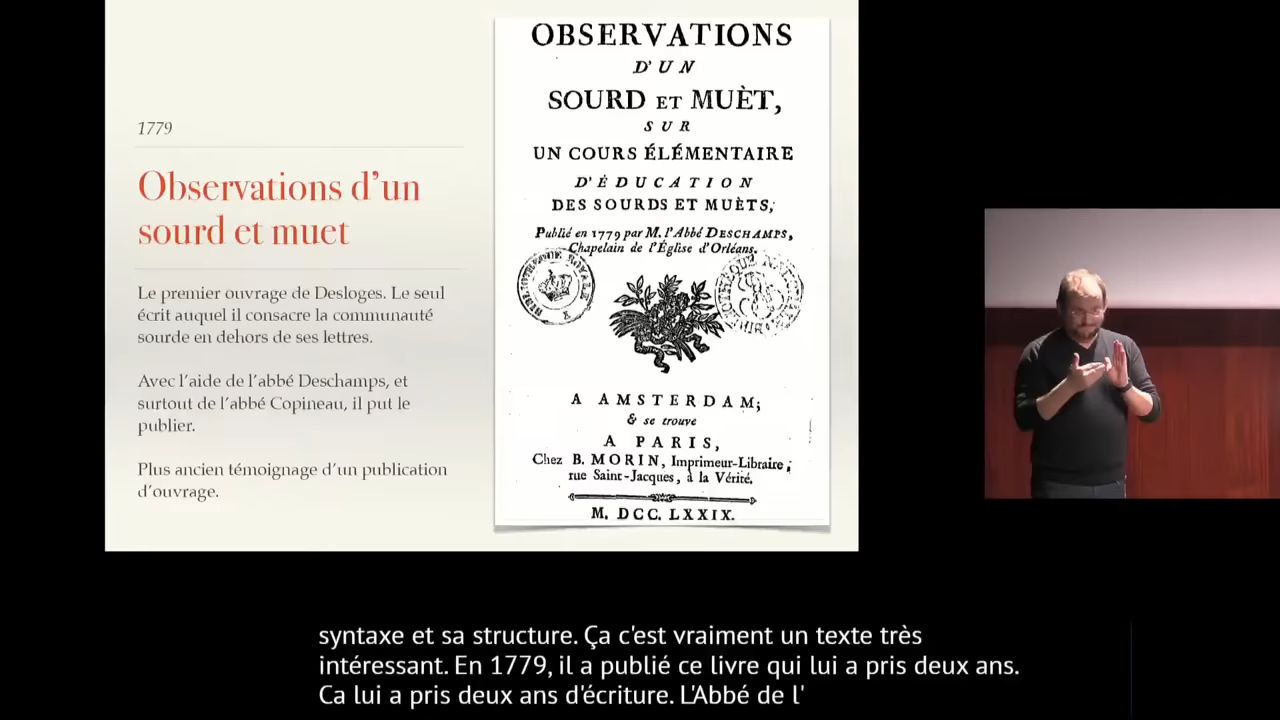 1779
Observations d’un
sourd et muet
Le premier ouvrage de Desloges. Le seul
écrit auquel il consacre la communauté
sourde en dehors de ses lettres.
Avec l’aide de l’abbé Deschamps, et
surtout de l’abbé Copineau, il put le
publier.
Plus ancien témoignage d’un publication
d’ouvrage.
OBSERVATIONS
D'UN
SOURD ET MUÈT,
SUR
UN COURS ÉLÉMENTAIRE
D'ÉDUCATION
DES SOURDS ET MUÈTS,
Publié en 1779 par M. l'Abbé DESCHAMPS,
Chapelain de l'Église d'Orléans.
BIBLIOTHEQUE ROYALE
A AMSTERDAM;
& se trouve
A PARIS,
Chez B. MORIN, Imprimeur-Libraire,
rue Saint-Jacques, à la Vérité.
M. DCC. LXXIX.
syntaxe et sa structure. Ça c'est vraiment un texte très
intéressant. En 1779, il a publié ce livre qui lui a pris deux ans.
Ca lui a pris deux ans d'écriture. L'Abbé de l'